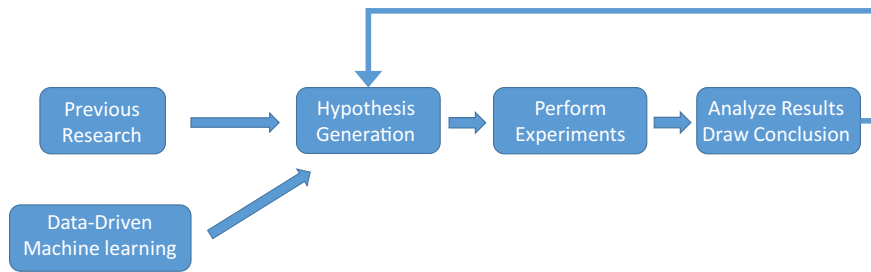 Previous
Research
Hypothesis
Generation
Perform
Experiments
Analyze Results
Draw Conclusion
Data-Driven
Machine learning